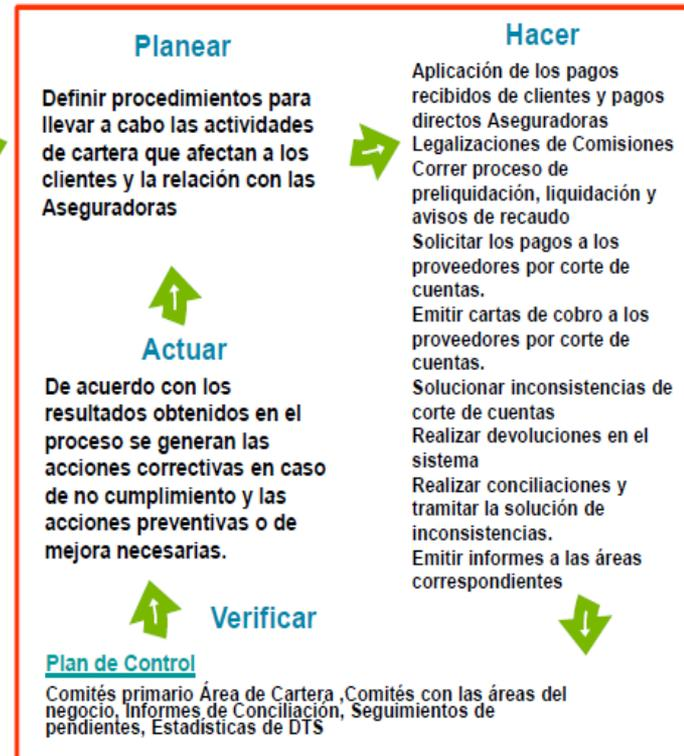 Planear
Definir procedimientos para
llevar a cabo las actividades
de cartera que afectan a los
clientes y la relación con las
Aseguradoras
Hacer
Aplicación de los pagos
recibidos de clientes y pagos
directos Aseguradoras
Legalizaciones de Comisiones
Correr proceso de
preliquidación, liquidación y
avisos de recaudo
Solicitar los pagos a los
proveedores por corte de
cuentas.
Emitir cartas de cobro a los
proveedores por corte de
cuentas.
Solucionar inconsistencias de
corte de cuentas
Realizar devoluciones en el
sistema
Realizar conciliaciones y
tramitar la solución de
inconsistencias.
Emitir informes a las áreas
correspondientes
Actuar
De acuerdo con los
resultados obtenidos en el
proceso se generan las
acciones correctivas en caso
de no cumplimiento y las
acciones preventivas o de
mejora necesarias.
Verificar
Plan de Control
Comités primario Área de Cartera ,Comités con las áreas del
negocio, Informes de Conciliación, Seguimientos de
pendientes, Estadísticas de DTS